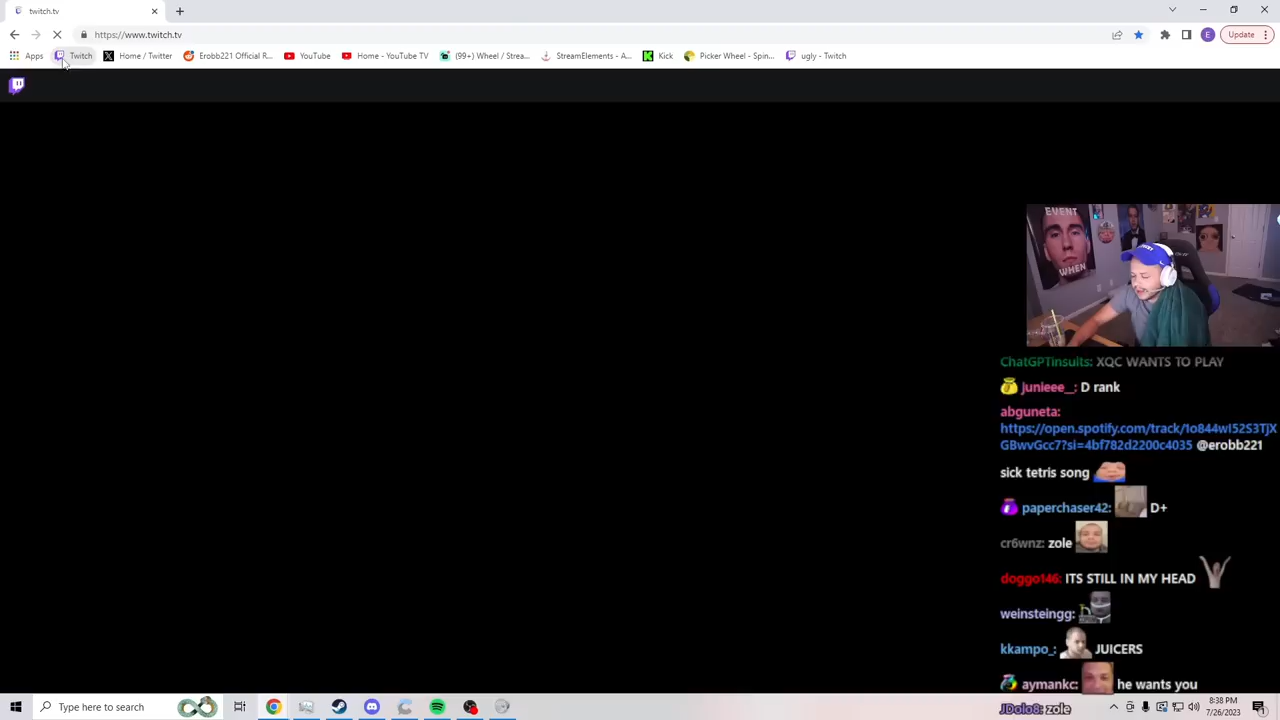 twitch.tv
https://www.twitch.tv
Update
Apps
Twitch
Home / Twitter
Erobb221 Official R...
YouTube
Home - YouTube TV
(99+) Wheel / Strea...
StreamElements - A...
Kick
Picker Wheel - Spin...
ugly - Twitch
EVENT
WHEN
ChatGPTinsults: XQC WANTS TO PLAY
junieee__: D rank
abguneta:
https://open.spotify.com/track/1o844wI52S3TJX
GBwvGcc7?si=4bf782d2200c4035 @erobb221
sick tetris song
paperchaser42: D+
cr6wnz: zole
doggo146: ITS STILL IN MY HEAD
weinsteingg:
kkampo_: JUICERS
aymankc: he wants you
JDolo8: zole
Type here to search
8:38 PM
7/26/2023